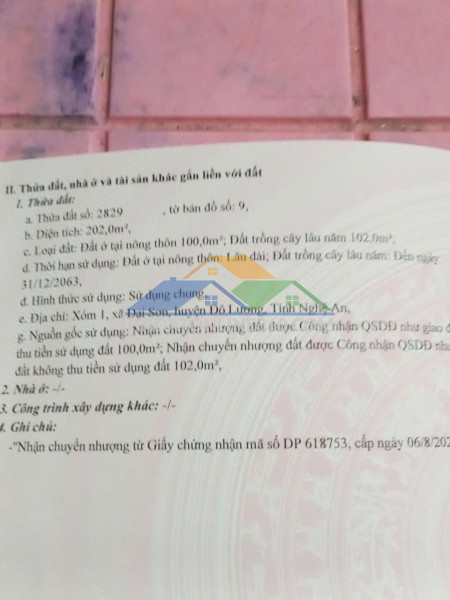 II. Thửa đất, nhà ở và tài sản khác gắn liền với đất
1. Thửa đất:
a. Thửa đất số: 2829 , tờ bản đồ số: 9,
b. Diện tích: 202,0m²,
c. Loại đất: Đất ở tại nông thôn 100,0m²; Đất trồng cây lâu năm 102,0m²,
d. Thời hạn sử dụng: Đất ở tại nông thôn: Lâu dài; Đất trồng cây lâu năm: Đến ngày
31/12/2063,
đ. Hình thức sử dụng: Sử dụng chung,
e. Địa chỉ: Xóm 1, xã Đại Sơn, huyện Đô Lương, Tỉnh Nghệ An,
g. Nguồn gốc sử dụng: Nhận chuyển nhượng đất được Công nhận QSDĐ như giao đ
thu tiền sử dụng đất 100,0m²; Nhận chuyển nhượng đất được Công nhận QSDĐ như
đất không thu tiền sử dụng đất 102,0m²,
2. Nhà ở: -/-
3. Công trình xây dựng khác: -/-
4. Ghi chú:
-"Nhận chuyển nhượng từ Giấy chứng nhận mã số DP 618753, cấp ngày 06/8/202